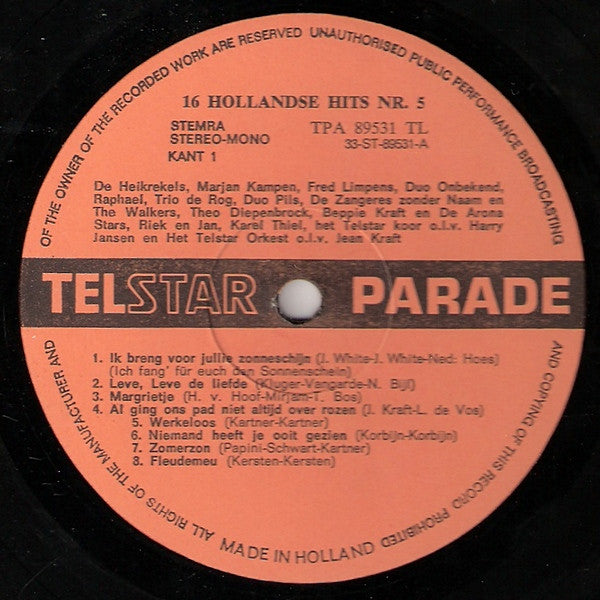 OF THE OWNER OF THE RECORDED WORK ARE RESERVED UNAUTHORISED PUBLIC PERFORMANCE BROADCASTING
16 HOLLANDSE HITS NR. 5
STEMRA
STEREO-MONO
KANT 1
TPA 89531 TL
33-ST-89531-A
De Heikrekels, Marjan Kampen, Fred Limpens, Duo Onbekend,
Raphael, Trio de Rog, Duo Pils, De Zangeres zonder Naam en
The Walkers, Theo Diepenbrock, Beppie Kraft en De Arona
Stars, Riek en Jan, Karel Thiel, het Telstar koor o.l.v. Harry
Jansen en Het Telstar Orkest o.l.v. Jean Kraft
TELSTAR PARADE
1. Ik breng voor jullie zonneschijn (J. White-J. White-Ned: Hoes)
(Ich fang' für euch den Sonnenschein)
2. Leve, Leve de liefde (Kluger-Vangarde-N. Bijl)
3. Margrietje (H. v. Hoof-Mirjam-T. Bos)
4. Al ging ons pad niet altijd over rozen (J. Kraft-L. de Vos)
5. Werkeloos (Kartner-Kartner)
6. Niemand heeft je ooit gezien (Korbijn-Korbijn)
7. Zomerzon (Papini-Schwart-Kartner)
8. Fleudemeu (Kersten-Kersten)
AND COPYING OF THIS RECORD PROHIBITED
ALL RIGHTS OF THE MANUFACTURER AND
MADE IN HOLLAND